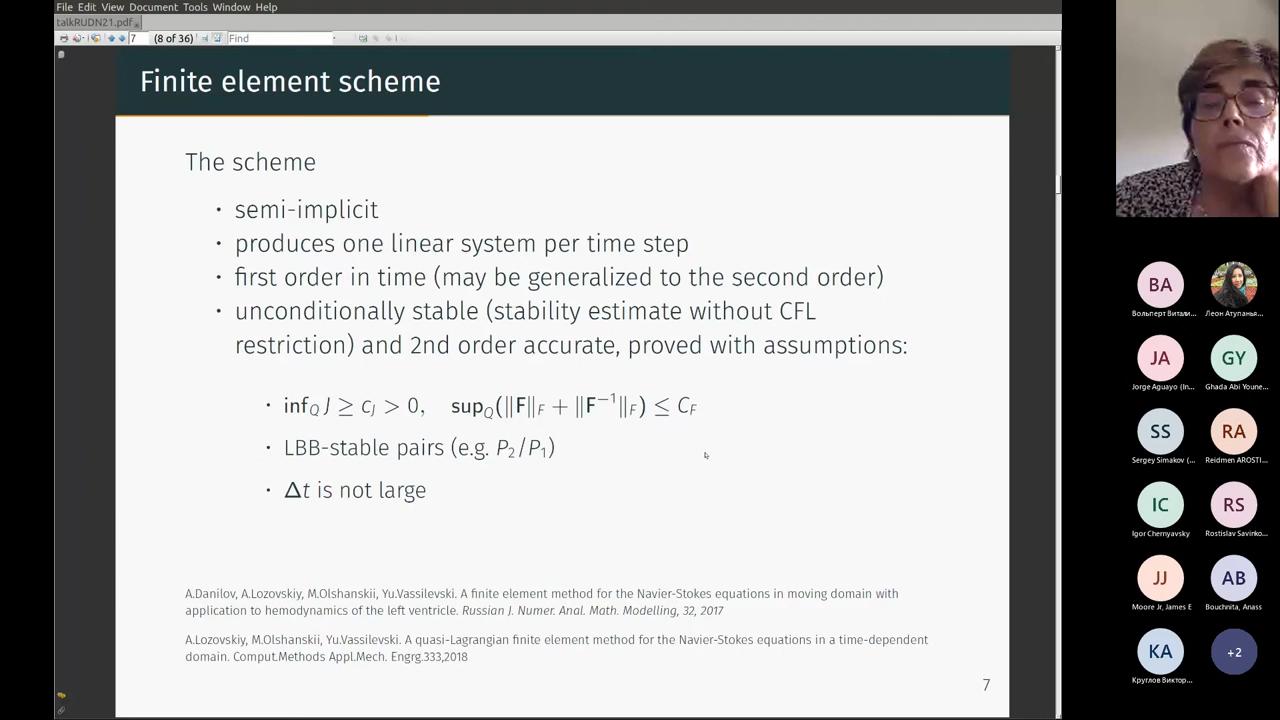 File Edit View Document Tools Window Help
talkRUDN21.pdf
7 (8 of 36) Find
Finite element scheme
The scheme
• semi-implicit
• produces one linear system per time step
• first order in time (may be generalized to the second order)
• unconditionally stable (stability estimate without CFL
restriction) and 2nd order accurate, proved with assumptions:
• inf_Q J ≥ c_J > 0, sup_Q(‖F‖_F + ‖F⁻¹‖_F) ≤ C_F
• LBB-stable pairs (e.g. P₂/P₁)
• Δt is not large
A.Danilov, A.Lozovskiy, M.Olshanskii, Yu.Vassilevski. A finite element method for the Navier-Stokes equations in moving domain with
application to hemodynamics of the left ventricle. Russian J. Numer. Anal. Math. Modelling, 32, 2017
A.Lozovskiy, M.Olshanskii, Yu.Vassilevski. A quasi-Lagrangian finite element method for the Navier-Stokes equations in a time-dependent
domain. Comput.Methods Appl.Mech. Engrg.333,2018
7
BA
Вольперт Витали...
Леон Атупанья...
JA GY
Jorge Aguayo (In... Ghada Abi Youne...
SS RA
Sergey Simakov (... Reidmen AROSTI...
IC RS
Igor Chernyavsky Rostislav Savinko...
JJ AB
Moore Jr, James E Bouchnita, Anass
KA +2
Круглов Виктор...